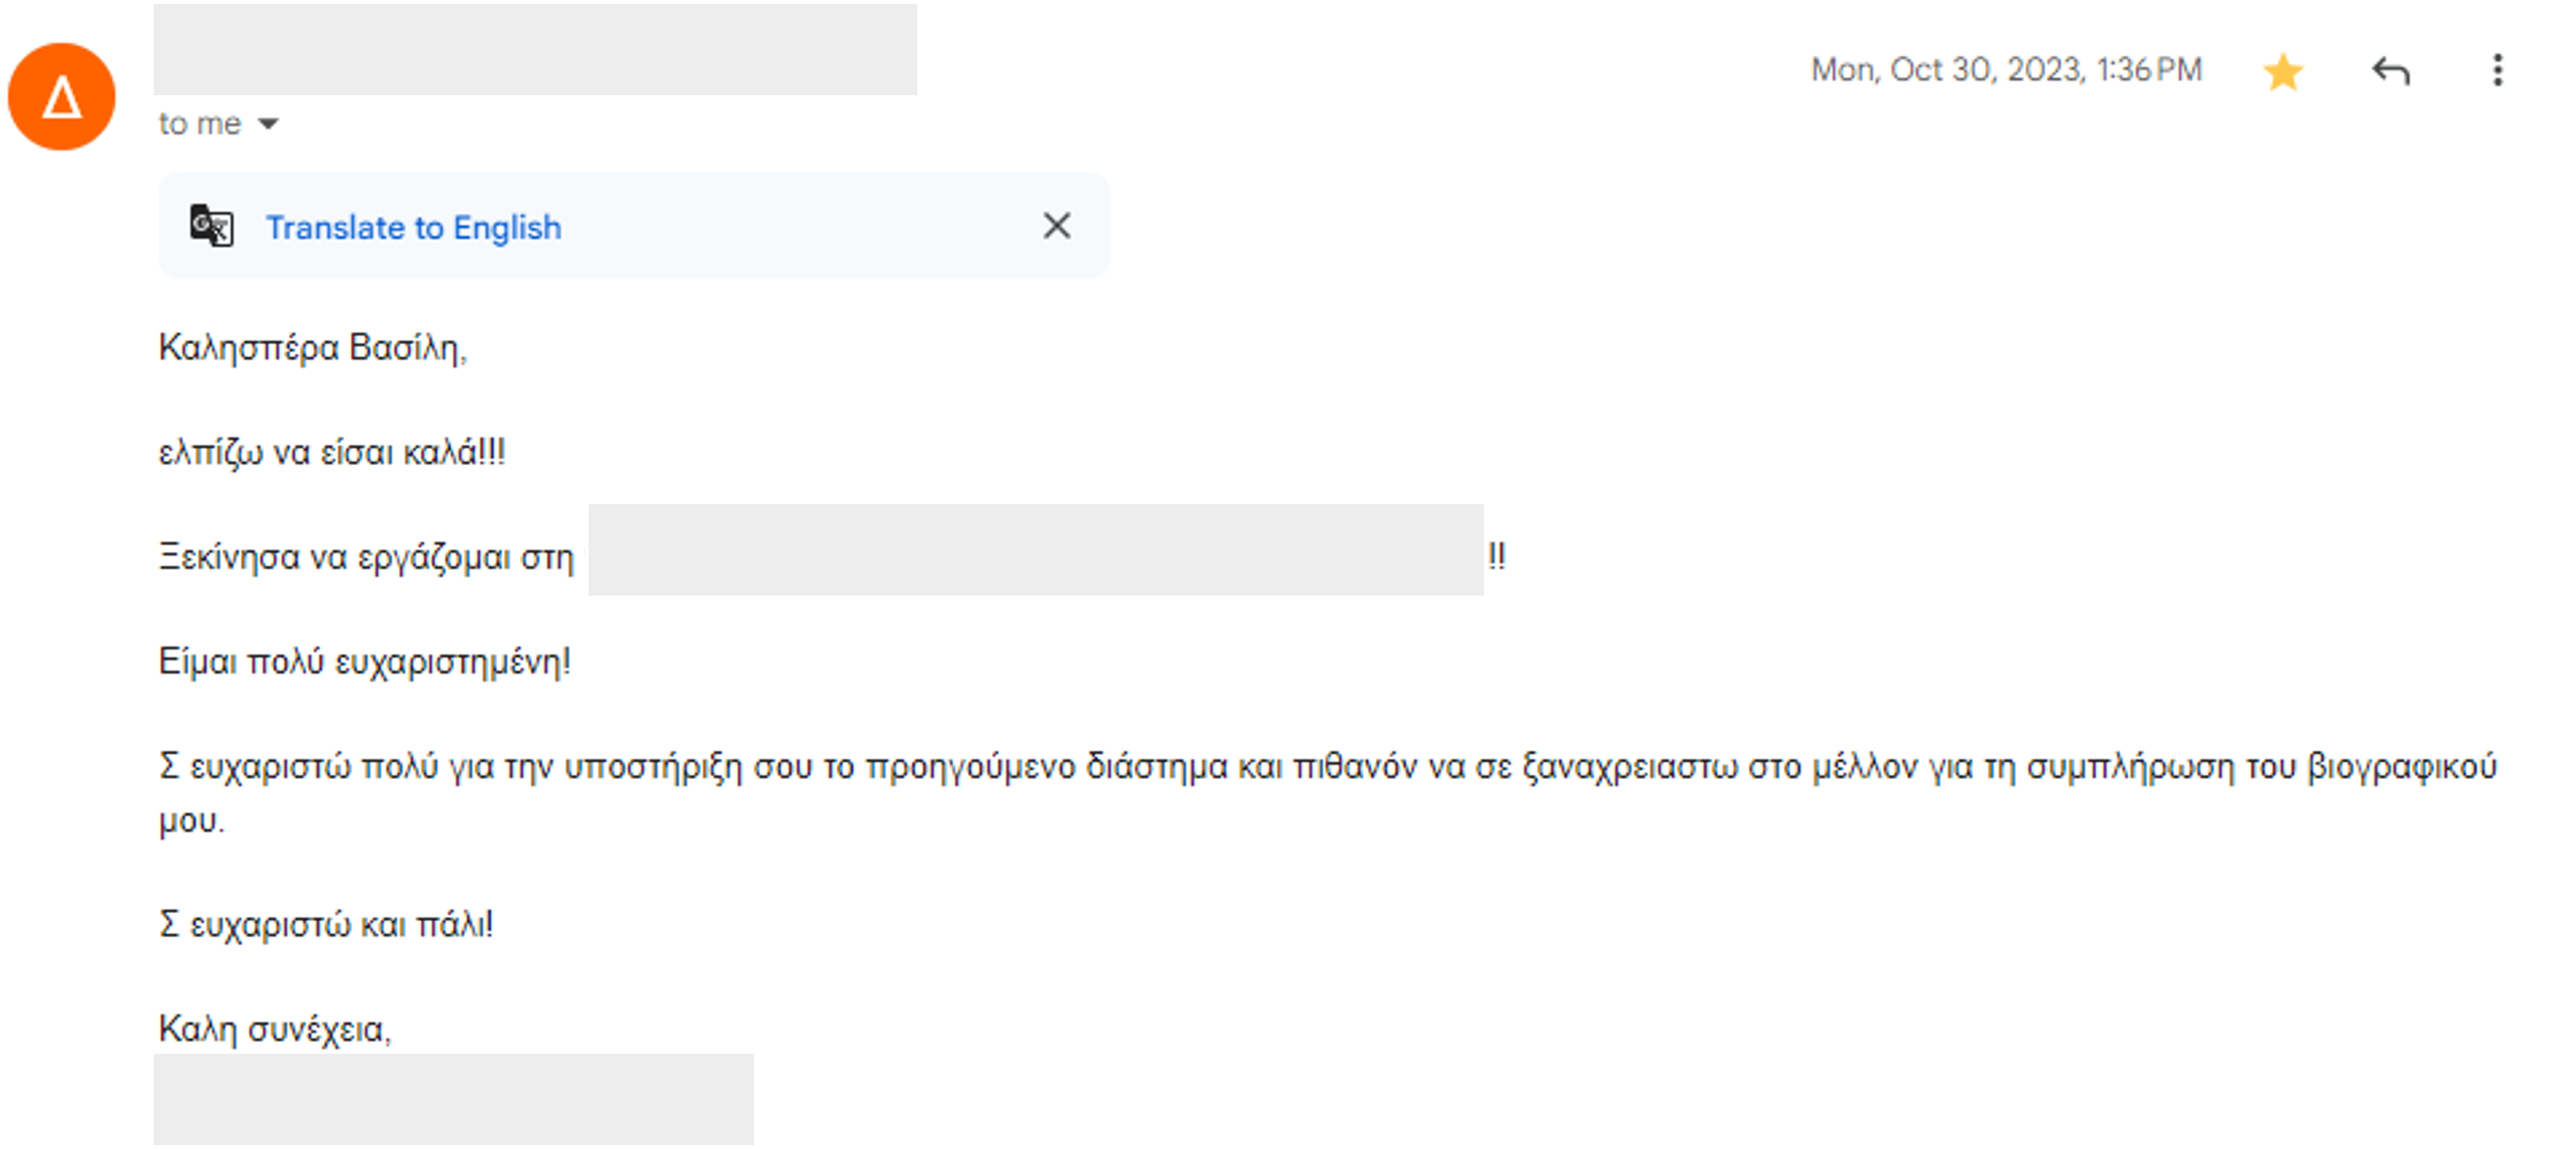 Δ
Mon, Oct 30, 2023, 1:36 PM
to me
Translate to English
Καλησπέρα Βασίλη,
ελπίζω να είσαι καλά!!!
Ξεκίνησα να εργάζομαι στη !!
Είμαι πολύ ευχαριστημένη!
Σ ευχαριστώ πολύ για την υποστήριξη σου το προηγούμενο διάστημα και πιθανόν να σε ξαναχρειαστω στο μέλλον για τη συμπλήρωση του βιογραφικού
μου.
Σ ευχαριστώ και πάλι!
Καλη συνέχεια,